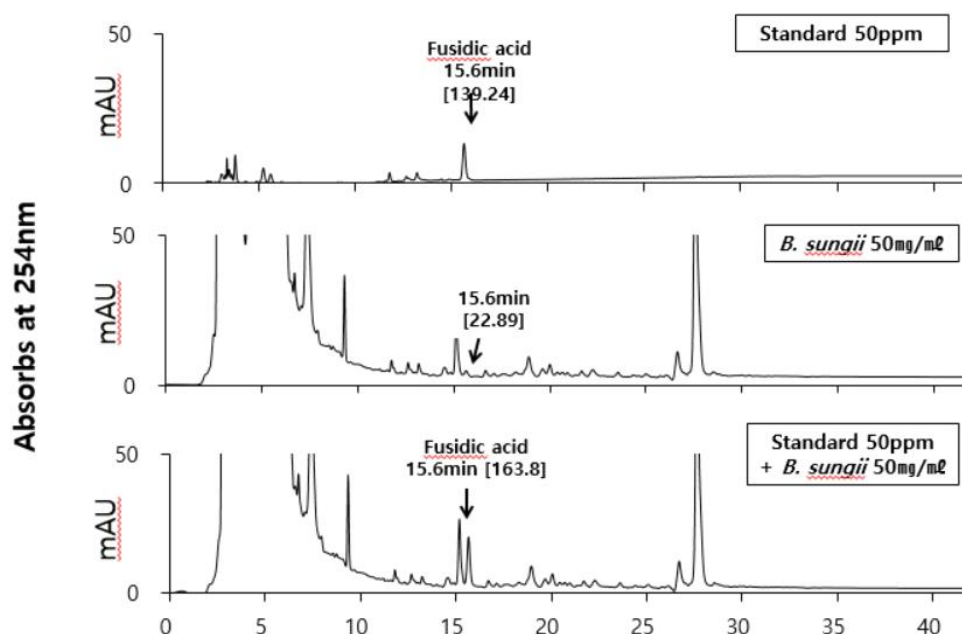 Absorbs at 254nm
50
0
mAU
Standard 50ppm
Fusidic acid
15.6min
[139.24]
50
0
mAU
B. sungii 50㎎/㎖
15.6min
[22.89]
50
0
mAU
Standard 50ppm
+ B. sungii 50㎎/㎖
Fusidic acid
15.6min [163.8]
0 5 10 15 20 25 30 35 40